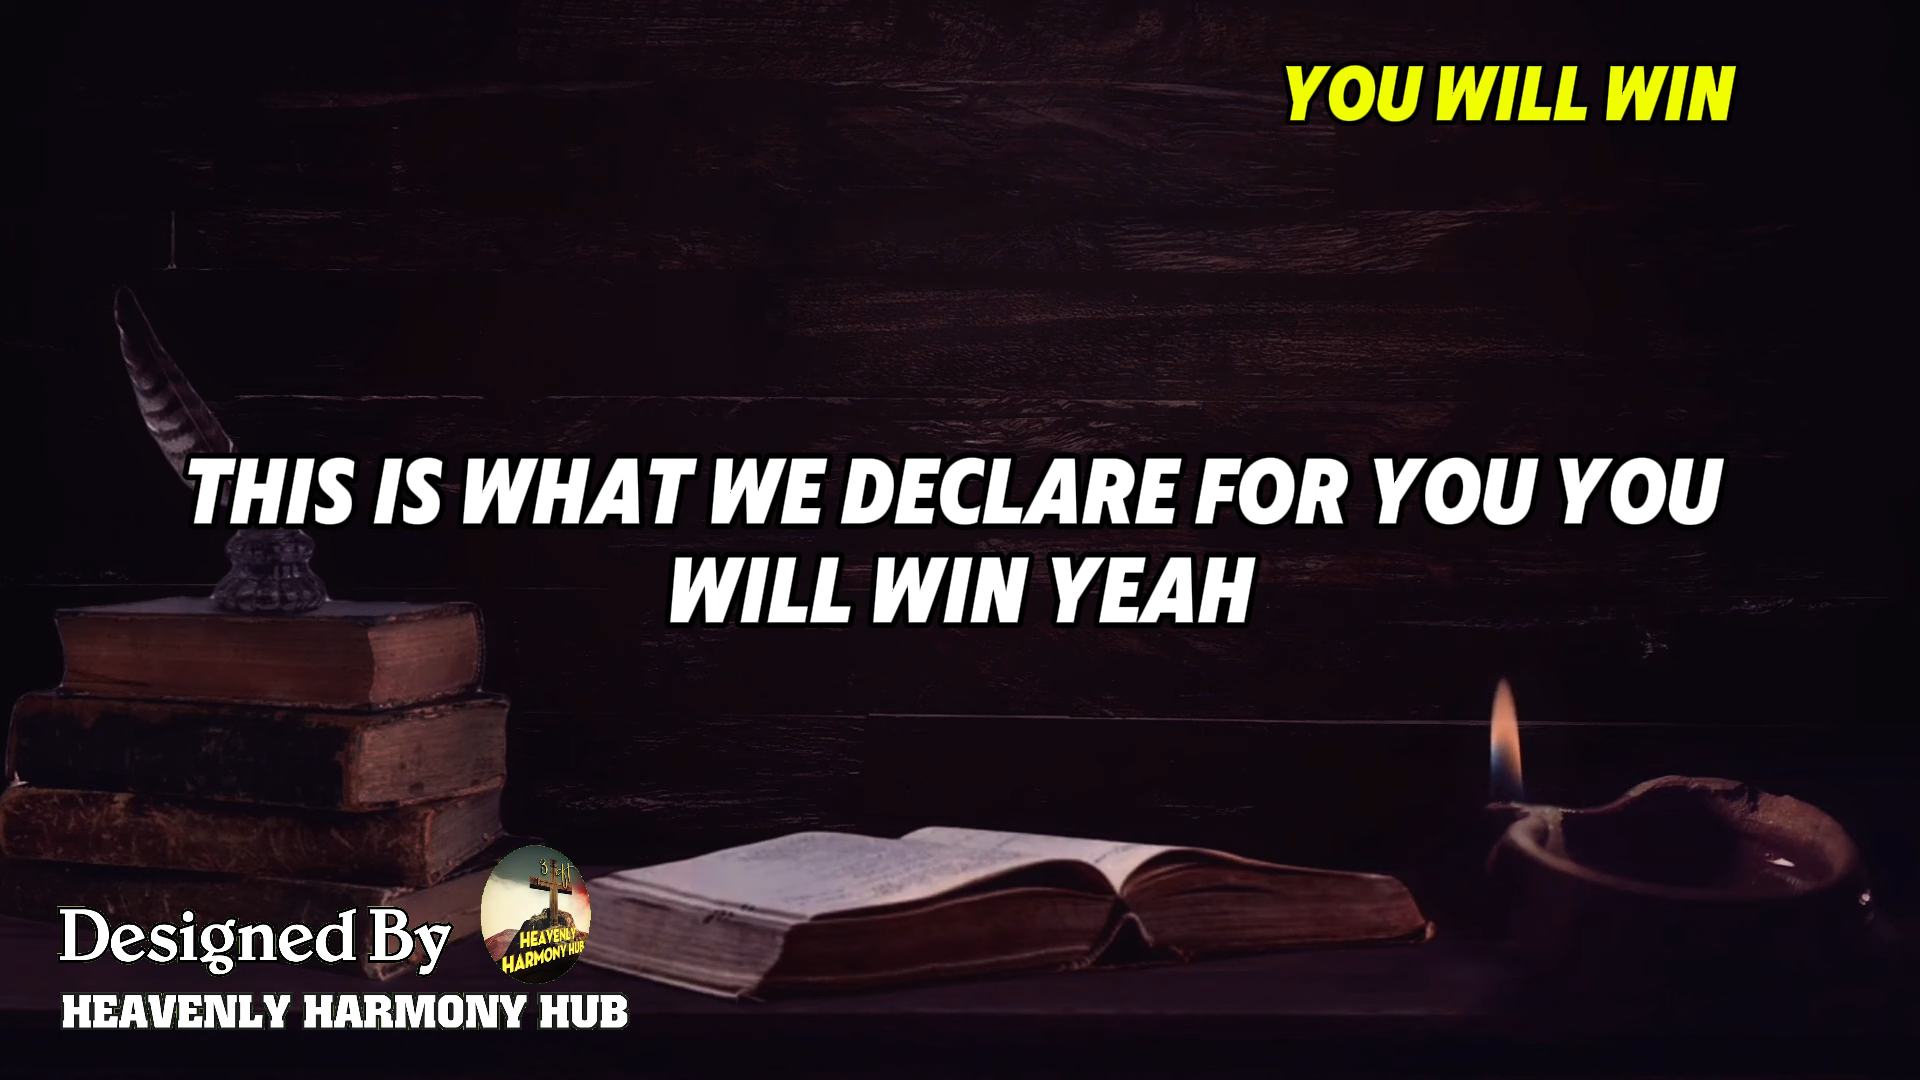 YOU WILL WIN
THIS IS WHAT WE DECLARE FOR YOU YOU
WILL WIN YEAH
HEAVENLY
HARMONY HUB
Designed By
HEAVENLY HARMONY HUB